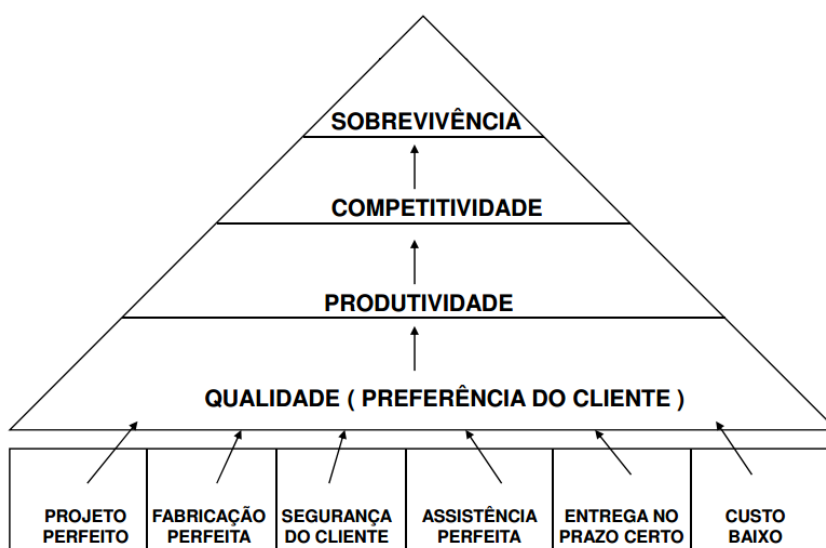 SOBREVIVÊNCIA
COMPETITIVIDADE
PRODUTIVIDADE
QUALIDADE ( PREFERÊNCIA DO CLIENTE )
PROJETO
PERFEITO
FABRICAÇÃO
PERFEITA
SEGURANÇA
DO CLIENTE
ASSISTÊNCIA
PERFEITA
ENTREGA NO
PRAZO CERTO
CUSTO
BAIXO